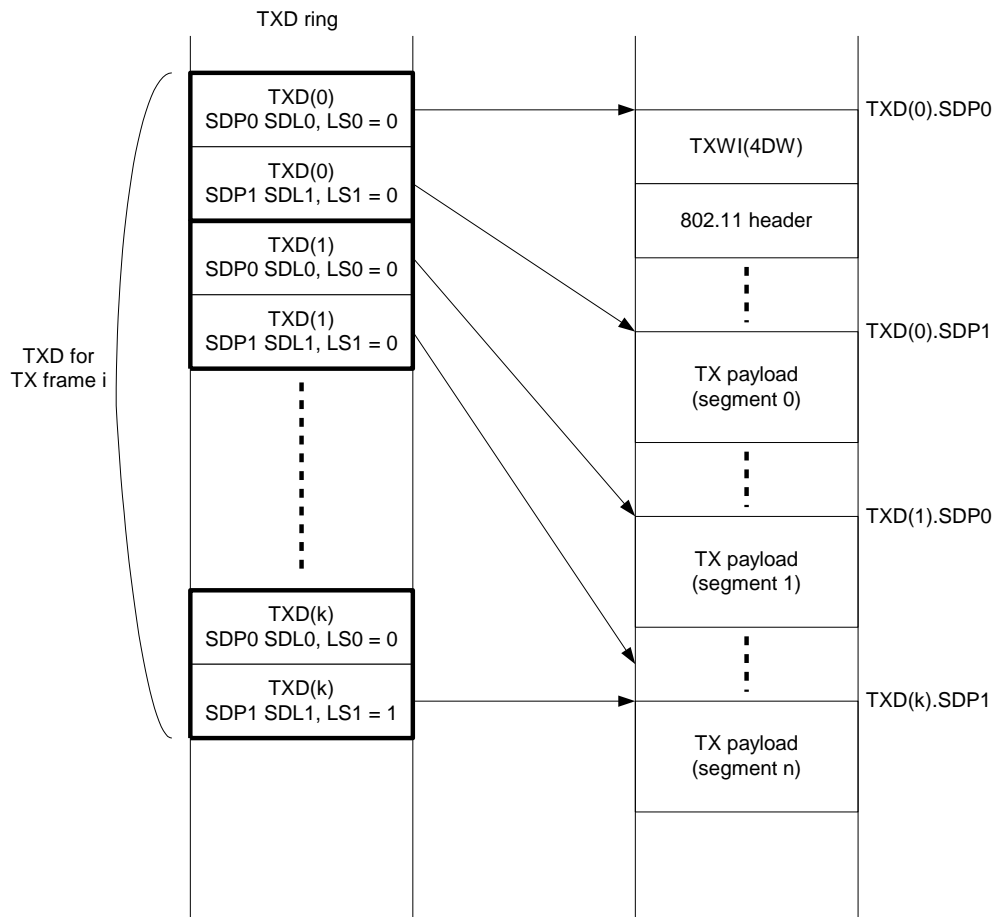 TXD ring
TXD(0)
SDP0 SDL0, LS0 = 0
TXD(0)
SDP1 SDL1, LS1 = 0
TXD(1)
SDP0 SDL0, LS0 = 0
TXD(1)
SDP1 SDL1, LS1 = 0
TXD for
TX frame i
TXD(k)
SDP0 SDL0, LS0 = 0
TXD(k)
SDP1 SDL1, LS1 = 1
TXWI(4DW)
802.11 header
TX payload
(segment 0)
TX payload
(segment 1)
TX payload
(segment n)
TXD(0).SDP0
TXD(0).SDP1
TXD(1).SDP0
TXD(k).SDP1